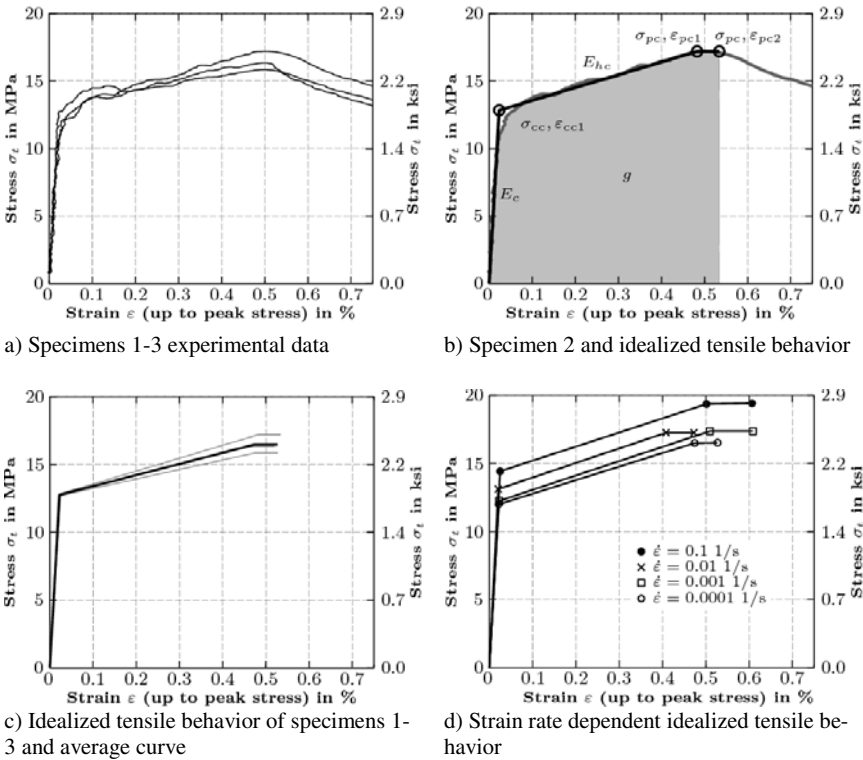 20
15
10
5
0
Stress σt in MPa
2.9
2.2
1.4
0.7
0.0
Stress σt in ksi
0 0.1 0.2 0.3 0.4 0.5 0.6 0.7
Strain ε (up to peak stress) in %
a) Specimens 1-3 experimental data
20
15
10
5
0
Stress σt in MPa
σpc, εpc1 σpc, εpc2
Ehc
σcc, εcc1
g
Ec
2.9
2.2
1.4
0.7
0.0
Stress σt in ksi
0 0.1 0.2 0.3 0.4 0.5 0.6 0.7
Strain ε (up to peak stress) in %
b) Specimen 2 and idealized tensile behavior
20
15
10
5
0
Stress σt in MPa
2.9
2.2
1.4
0.7
0.0
Stress σt in ksi
0 0.1 0.2 0.3 0.4 0.5 0.6 0.7
Strain ε (up to peak stress) in %
c) Idealized tensile behavior of specimens 1-
3 and average curve
20
15
10
5
0
Stress σt in MPa
ε̇ = 0.1 1/s
ε̇ = 0.01 1/s
ε̇ = 0.001 1/s
ε̇ = 0.0001 1/s
2.9
2.2
1.4
0.7
0.0
Stress σt in ksi
0 0.1 0.2 0.3 0.4 0.5 0.6 0.7
Strain ε (up to peak stress) in %
d) Strain rate dependent idealized tensile be-
havior